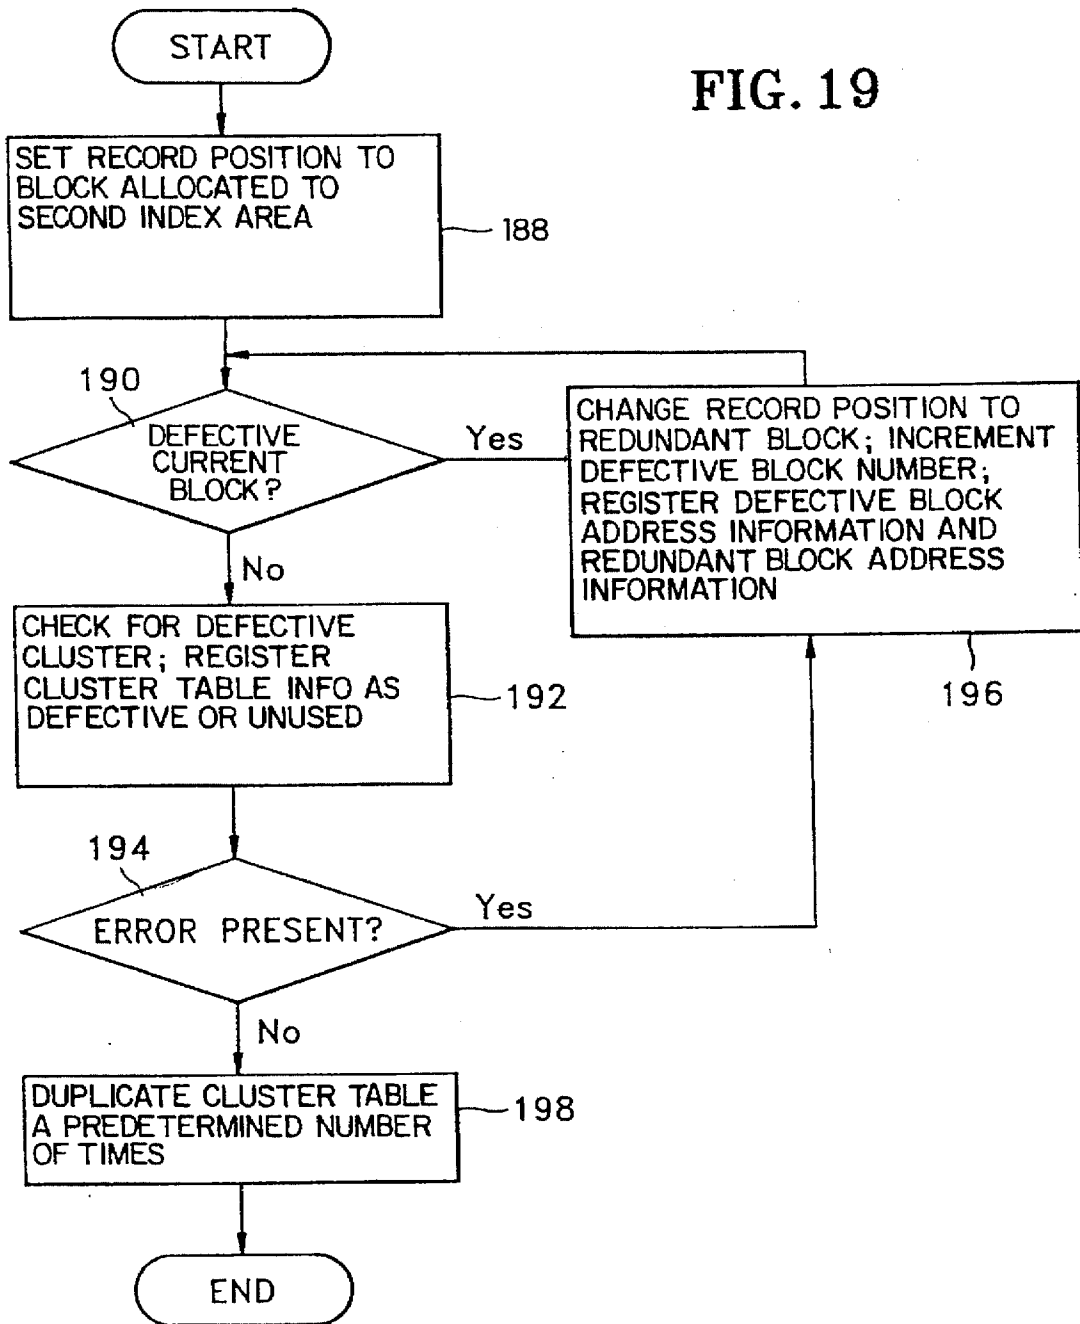 START
FIG. 19
SET RECORD POSITION TO
BLOCK ALLOCATED TO
SECOND INDEX AREA
188
190
DEFECTIVE
CURRENT
BLOCK?
Yes
CHANGE RECORD POSITION TO
REDUNDANT BLOCK; INCREMENT
DEFECTIVE BLOCK NUMBER;
REGISTER DEFECTIVE BLOCK
ADDRESS INFORMATION AND
REDUNDANT BLOCK ADDRESS
INFORMATION
196
No
CHECK FOR DEFECTIVE
CLUSTER; REGISTER
CLUSTER TABLE INFO AS
DEFECTIVE OR UNUSED
192
194
ERROR PRESENT?
Yes
No
DUPLICATE CLUSTER TABLE
A PREDETERMINED NUMBER
OF TIMES
198
END